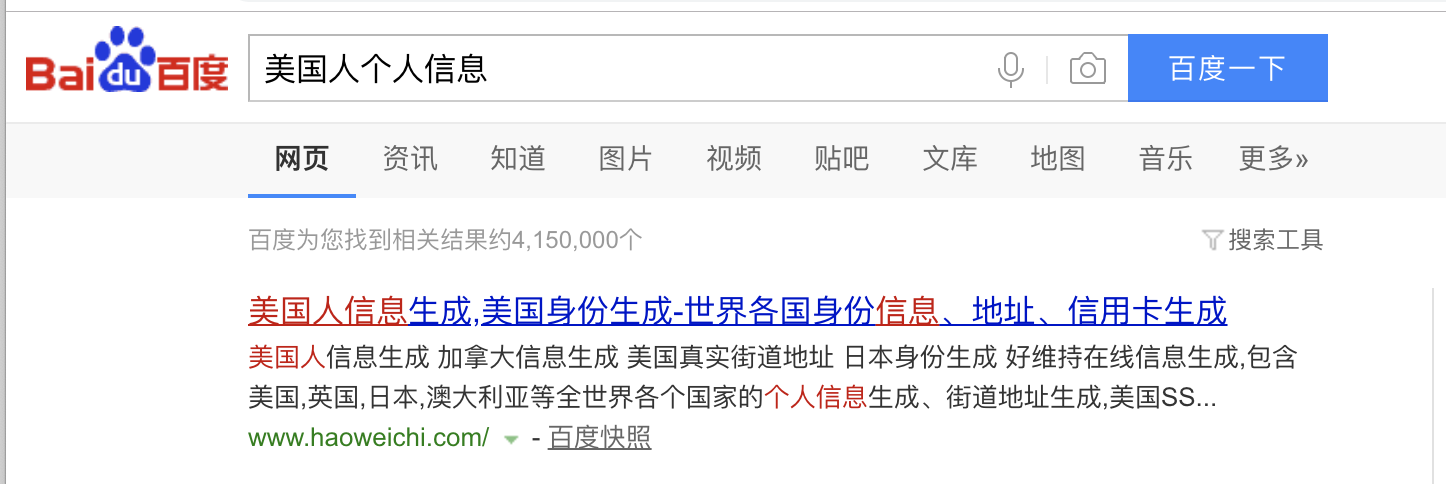 Bai du 百度 美国人个人信息 百度一下
网页 资讯 知道 图片 视频 贴吧 文库 地图 音乐 更多»
百度为您找到相关结果约4,150,000个 搜索工具
美国人信息生成,美国身份生成-世界各国身份信息、地址、信用卡生成
美国人信息生成 加拿大信息生成 美国真实街道地址 日本身份生成 好维持在线信息生成,包含
美国,英国,日本,澳大利亚等全世界各个国家的个人信息生成、街道地址生成,美国SS...
www.haoweichi.com/ - 百度快照